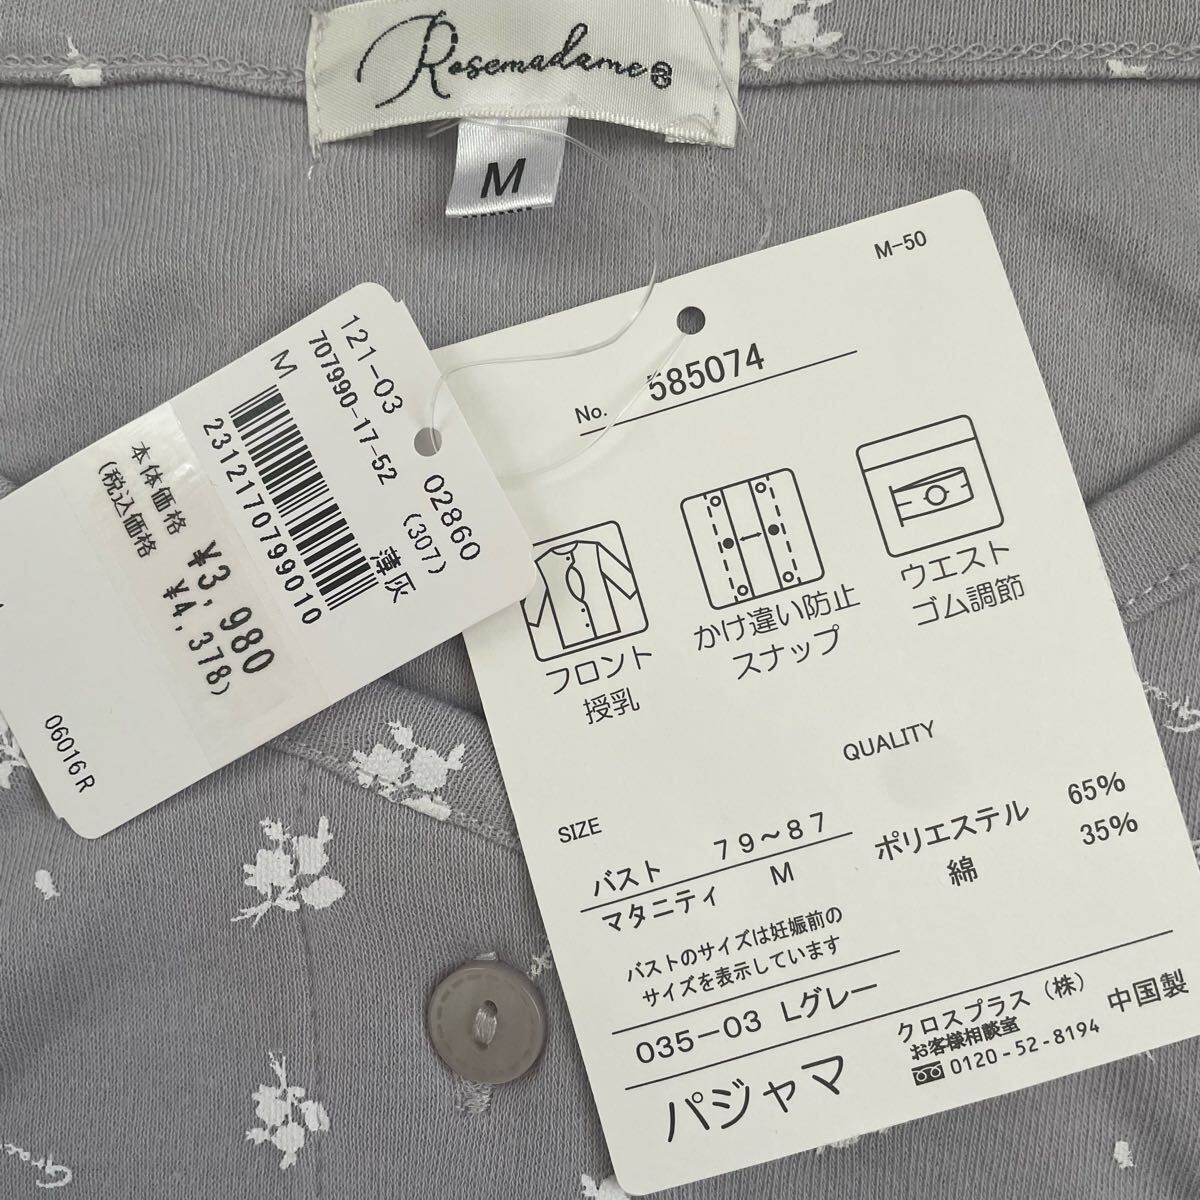 Rosemadame®
M
121-03
707990-17-52
M
2312170799010
02860
(307)
薄灰
本体価格 ¥3,980
(税込価格 ¥4,378)
06016R
M-50
No. 585074
フロント
授乳
かけ違い防止
スナップ
ウエスト
ゴム調節
SIZE
バスト 79~87
マタニティ M
バストのサイズは妊娠前の
サイズを表示しています
QUALITY
ポリエステル 65%
綿 35%
035-03 Lグレー
パジャマ
クロスプラス(株)
お客様相談室
0120-52-8194
中国製